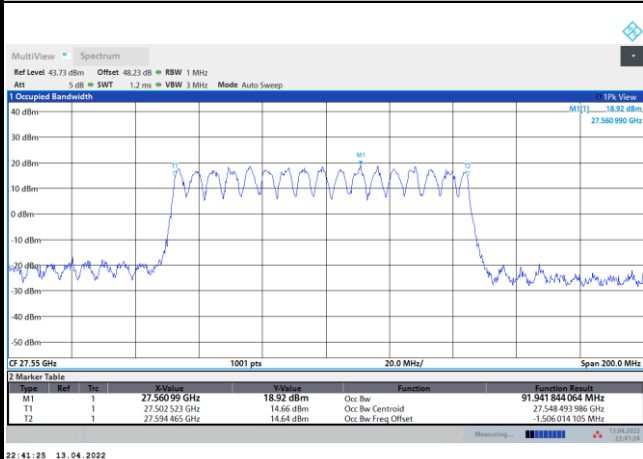 MultiView Spectrum
Ref Level 43.73 dBm Offset 48.23 dB RBW 1 MHz
Att 5 dB SWT 1.2 ms VBW 3 MHz Mode Auto Sweep
1 Occupied Bandwidth 1Pk View
M1[1] 18.92 dBm
27.560 990 GHz
40 dBm
30 dBm
M1
T1 T2
20 dBm
10 dBm
0 dBm
-10 dBm
-20 dBm
-30 dBm
-40 dBm
-50 dBm
CF 27.55 GHz 1001 pts 20.0 MHz/ Span 200.0 MHz
2 Marker Table
Type Ref Trc X-Value Y-Value Function Function Result
M1 1 27.560 99 GHz 18.92 dBm Occ Bw 91.941 844 064 MHz
T1 1 27.502 523 GHz 14.66 dBm Occ Bw Centroid 27.548 493 986 GHz
T2 1 27.594 465 GHz 14.64 dBm Occ Bw Freq Offset -1.506 014 105 MHz
Measuring... 13.04.2022
22:41:24
22:41:25 13.04.2022